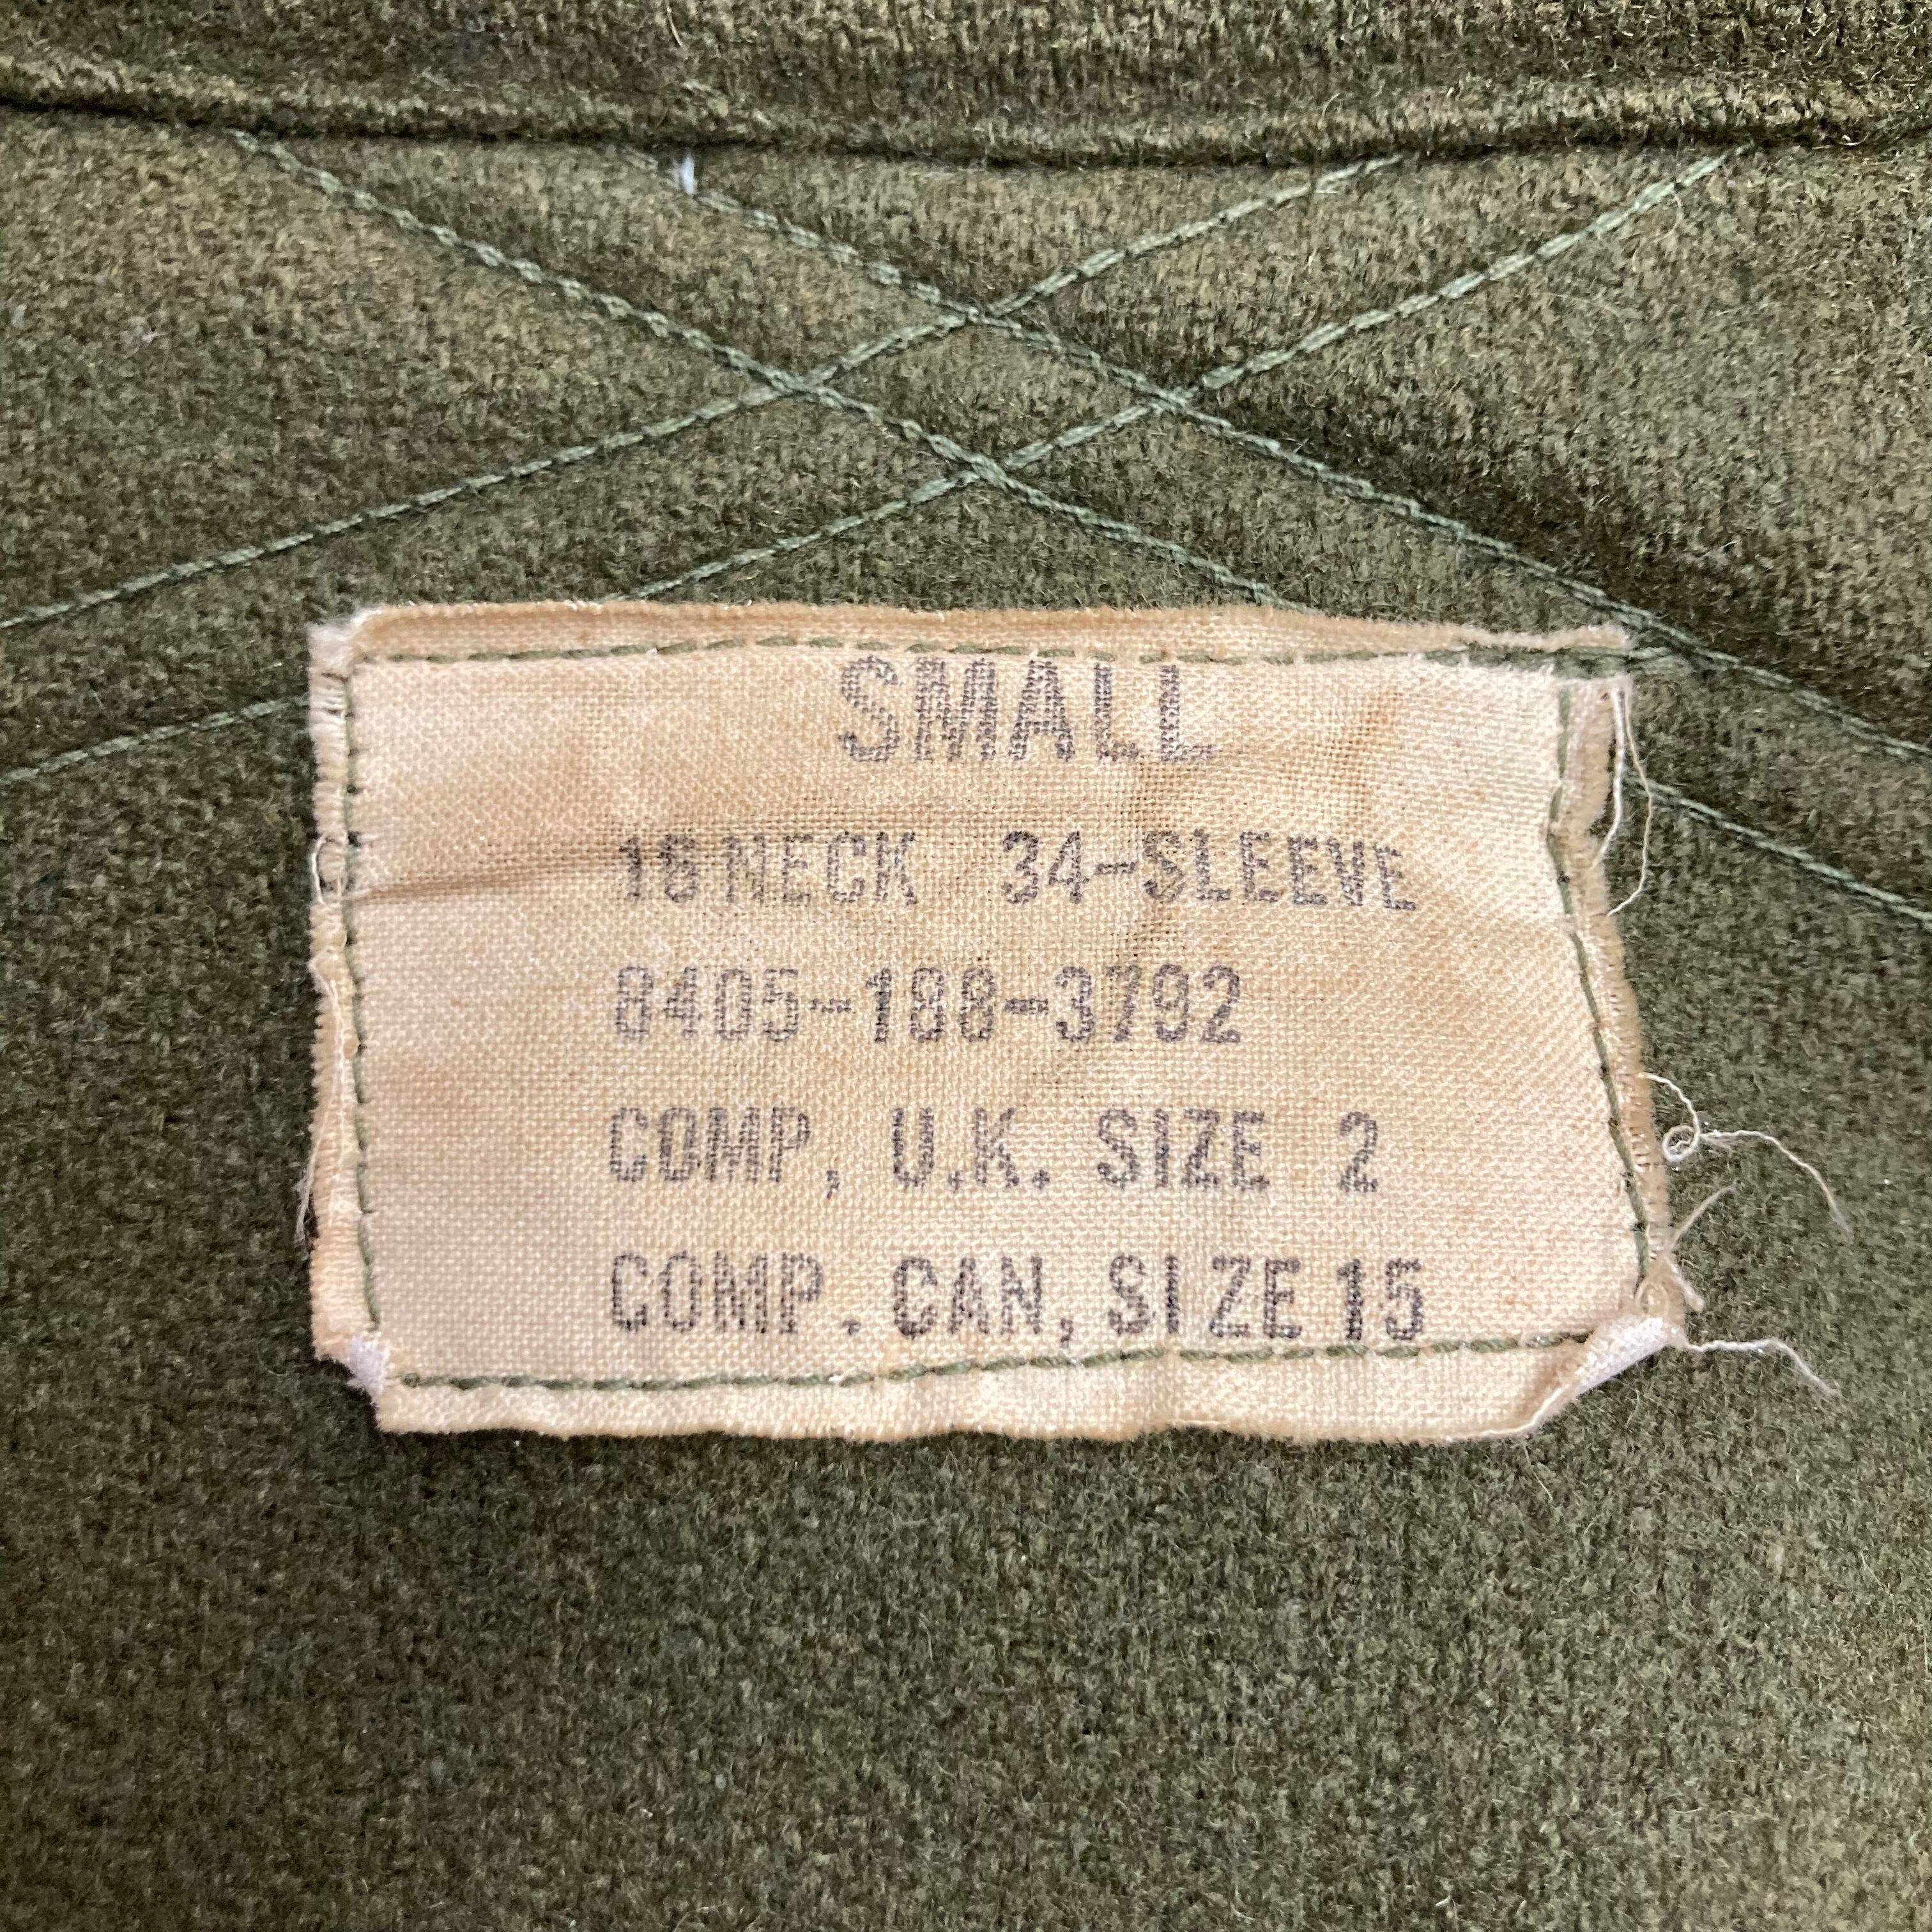 SMALL
16 NECK 34-SLEEVE
8405-188-3792
COMP, U.K. SIZE 2
COMP. CAN, SIZE 15